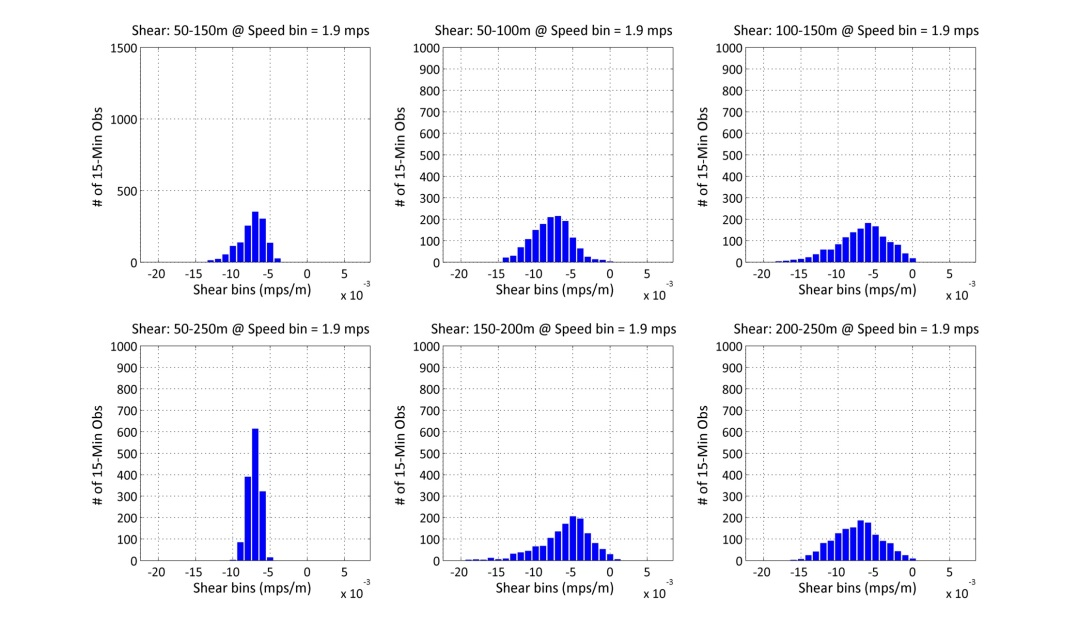 Shear: 50-150m @ Speed bin = 1.9 mps
1500
1000
500
0
# of 15-Min Obs
-20 -15 -10 -5 0 5
Shear bins (mps/m)
x 10⁻³
Shear: 50-100m @ Speed bin = 1.9 mps
1000
900
800
700
600
500
400
300
200
100
0
# of 15-Min Obs
-20 -15 -10 -5 0 5
Shear bins (mps/m)
x 10⁻³
Shear: 100-150m @ Speed bin = 1.9 mps
1000
900
800
700
600
500
400
300
200
100
0
# of 15-Min Obs
-20 -15 -10 -5 0 5
Shear bins (mps/m)
x 10⁻³
Shear: 50-250m @ Speed bin = 1.9 mps
1000
900
800
700
600
500
400
300
200
100
0
# of 15-Min Obs
-20 -15 -10 -5 0 5
Shear bins (mps/m)
x 10⁻³
Shear: 150-200m @ Speed bin = 1.9 mps
1000
900
800
700
600
500
400
300
200
100
0
# of 15-Min Obs
-20 -15 -10 -5 0 5
Shear bins (mps/m)
x 10⁻³
Shear: 200-250m @ Speed bin = 1.9 mps
1000
900
800
700
600
500
400
300
200
100
0
# of 15-Min Obs
-20 -15 -10 -5 0 5
Shear bins (mps/m)
x 10⁻³